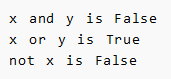 x and y is False
x or y is True
not x is False